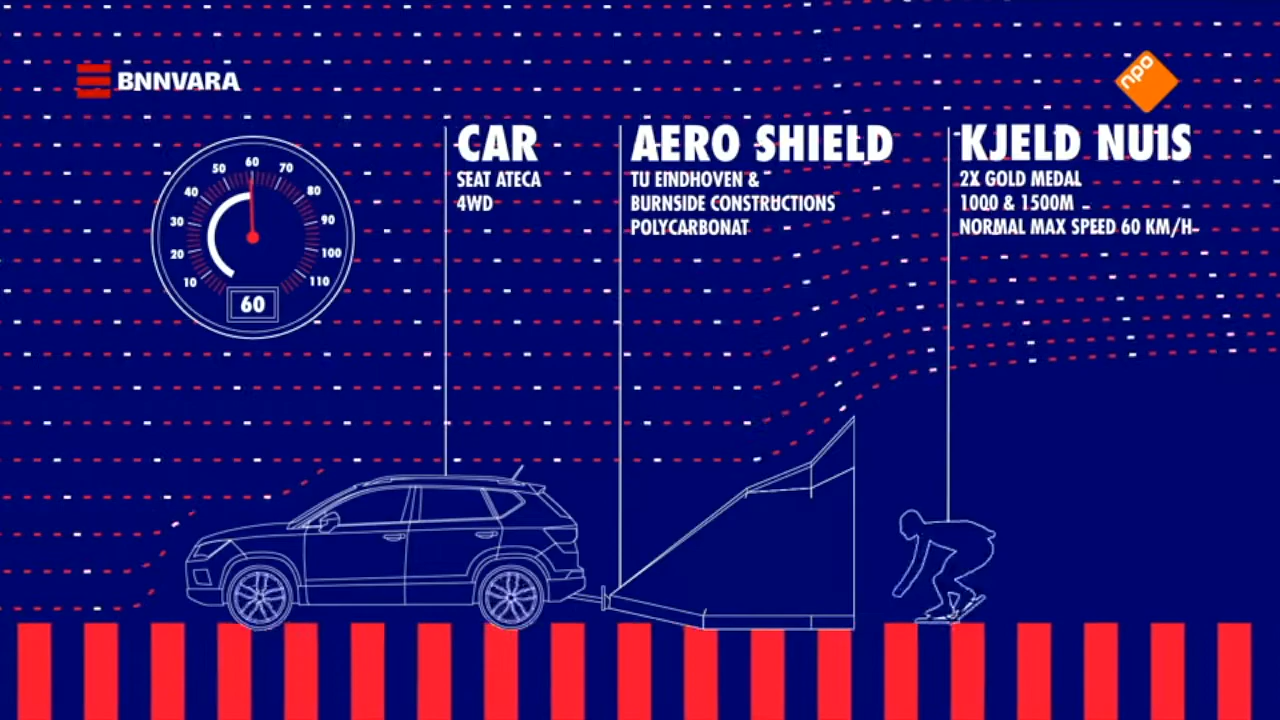 BNNVARA
npo
CAR
SEAT ATECA
4WD
AERO SHIELD
TU EINDHOVEN &
BURNSIDE CONSTRUCTIONS
POLYCARBONAT
KJELD NUIS
2X GOLD MEDAL
1000 & 1500M
NORMAL MAX SPEED 60 KM/H
10
20
30
40
50
60
70
80
90
100
110
60